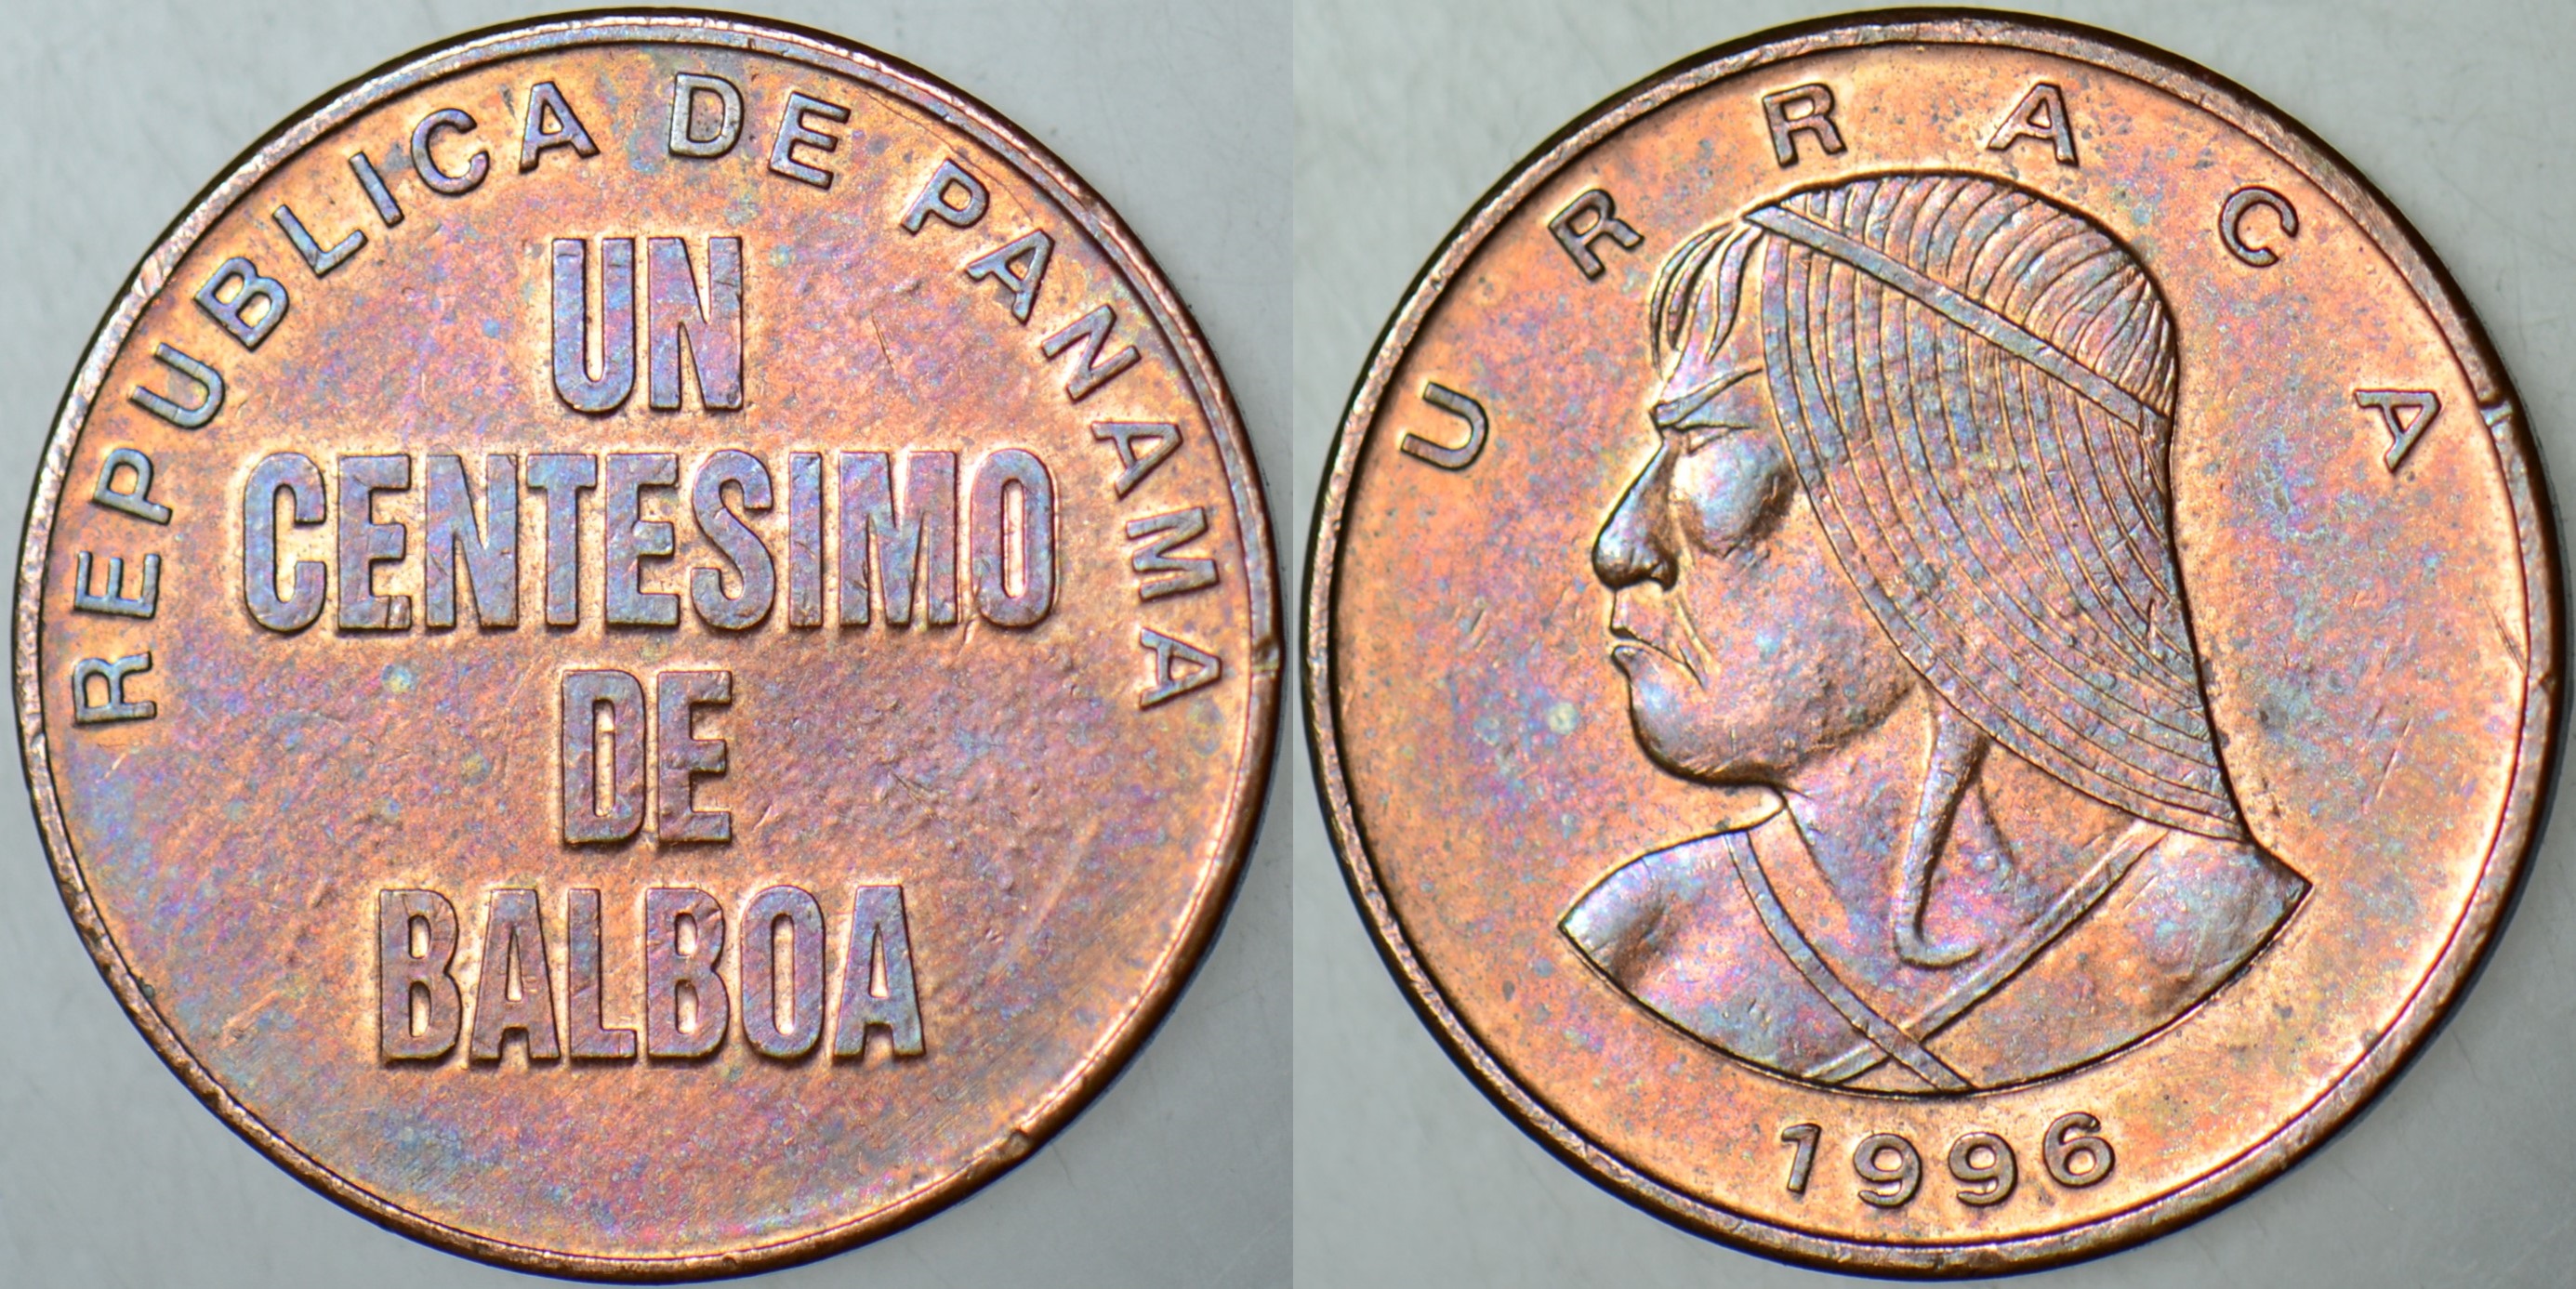 REPUBLICA DE PANAMA
UN
CENTESIMO
DE
BALBOA
URRACA
1996